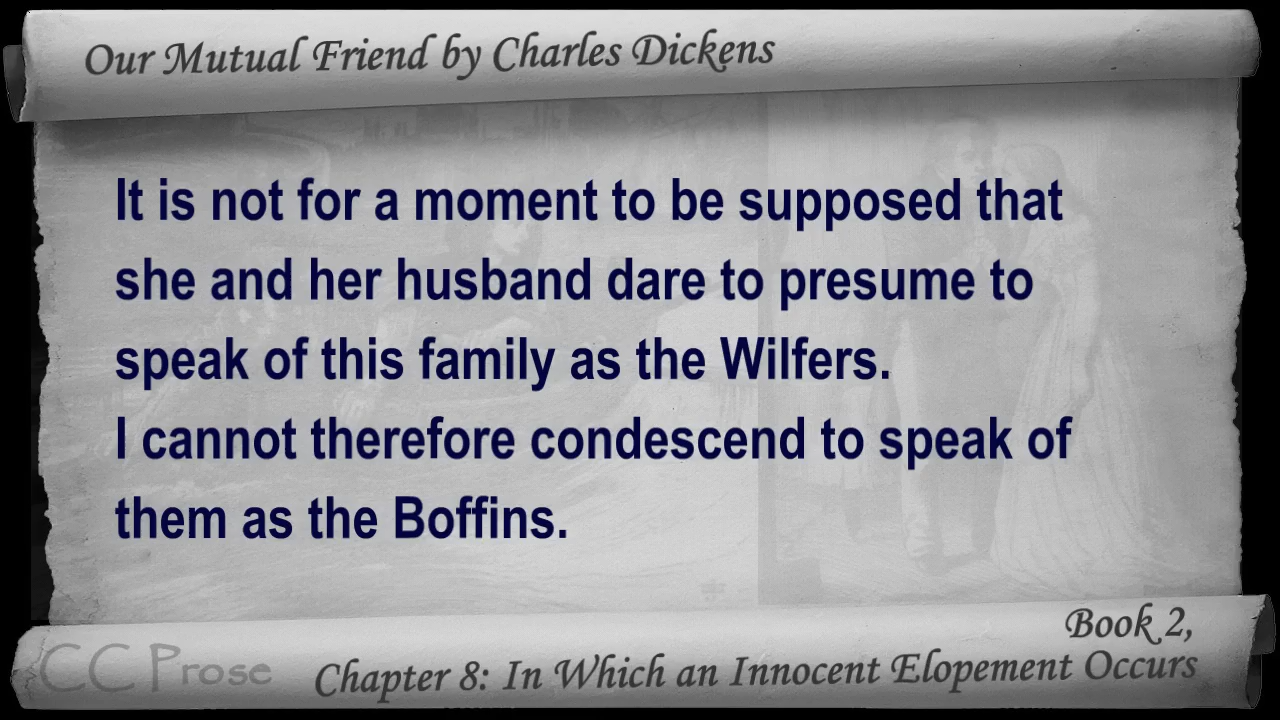 Our Mutual Friend by Charles Dickens
It is not for a moment to be supposed that
she and her husband dare to presume to
speak of this family as the Wilfers.
I cannot therefore condescend to speak of
them as the Boffins.
Book 2,
Chapter 8: In Which an Innocent Elopement Occurs
CC Prose